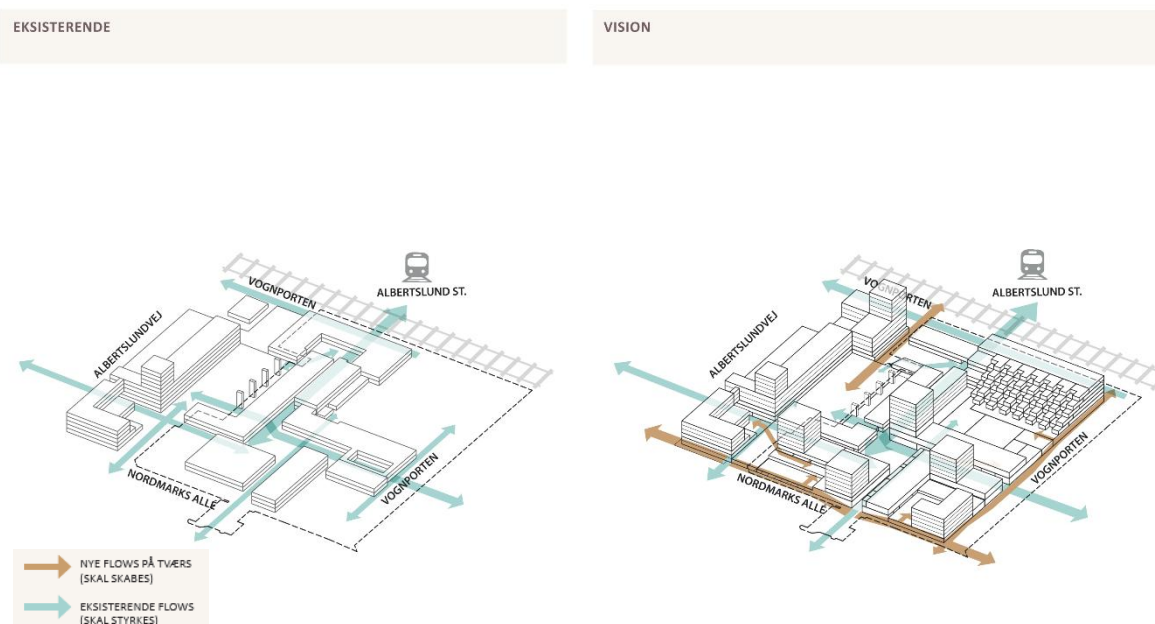 EKSISTERENDE
VOGNPORTEN
ALBERTSLUND ST.
ALBERTSLUNDVEJ
NORDMARKS ALLE
VOGNPORTEN
NYE FLOWS PÅ TVÆRS
(SKAL SKABES)
EKSISTERENDE FLOWS
(SKAL STYRKES)
VISION
VOGNPORTEN
ALBERTSLUND ST.
ALBERTSLUNDVEJ
NORDMARKS ALLE
VOGNPORTEN